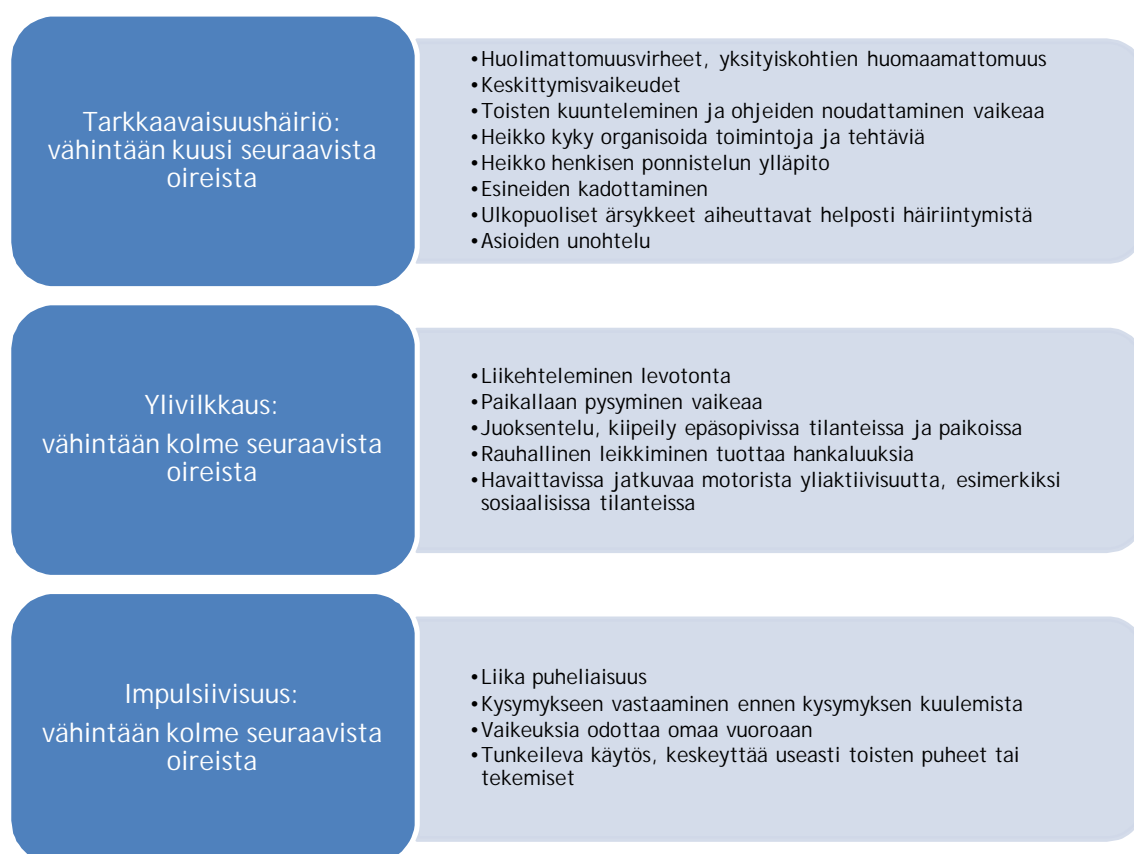 Tarkkaavaisuushäiriö:
vähintään kuusi seuraavista
oireista
•Huolimattomuusvirheet, yksityiskohtien huomaamattomuus
•Keskittymisvaikeudet
•Toisten kuunteleminen ja ohjeiden noudattaminen vaikeaa
•Heikko kyky organisoida toimintoja ja tehtäviä
•Heikko henkisen ponnistelun ylläpito
•Esineiden kadottaminen
•Ulkopuoliset ärsykkeet aiheuttavat helposti häiriintymistä
•Asioiden unohtelu
Ylivilkkaus:
vähintään kolme seuraavista
oireista
•Liikehteleminen levotonta
•Paikallaan pysyminen vaikeaa
•Juoksentelu, kiipeily epäsopivissa tilanteissa ja paikoissa
•Rauhallinen leikkiminen tuottaa hankaluuksia
•Havaittavissa jatkuvaa motorista yliaktiivisuutta, esimerkiksi
sosiaalisissa tilanteissa
Impulsiivisuus:
vähintään kolme seuraavista
oireista
•Liika puheliaisuus
•Kysymykseen vastaaminen ennen kysymyksen kuulemista
•Vaikeuksia odottaa omaa vuoroaan
•Tunkeileva käytös, keskeyttää useasti toisten puheet tai
tekemiset